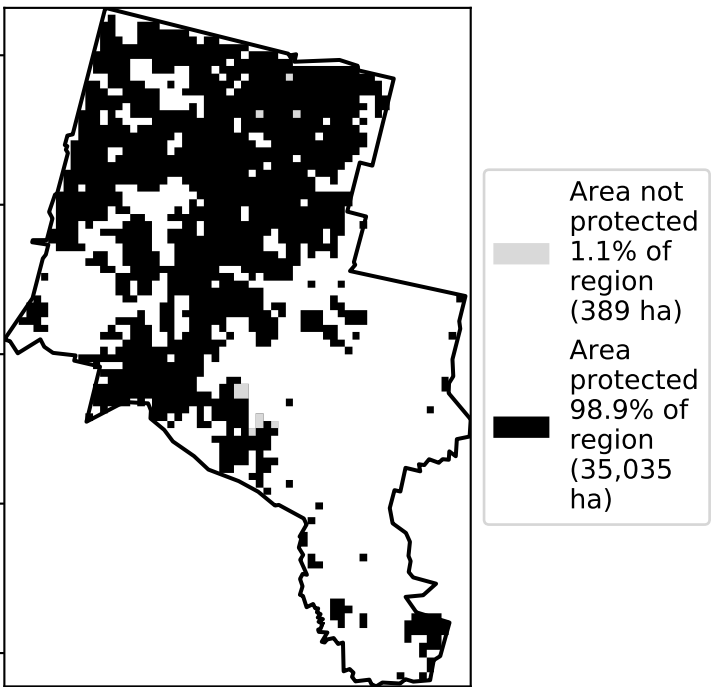 Area not
protected
1.1% of
region
(389 ha)
Area
protected
98.9% of
region
(35,035
ha)